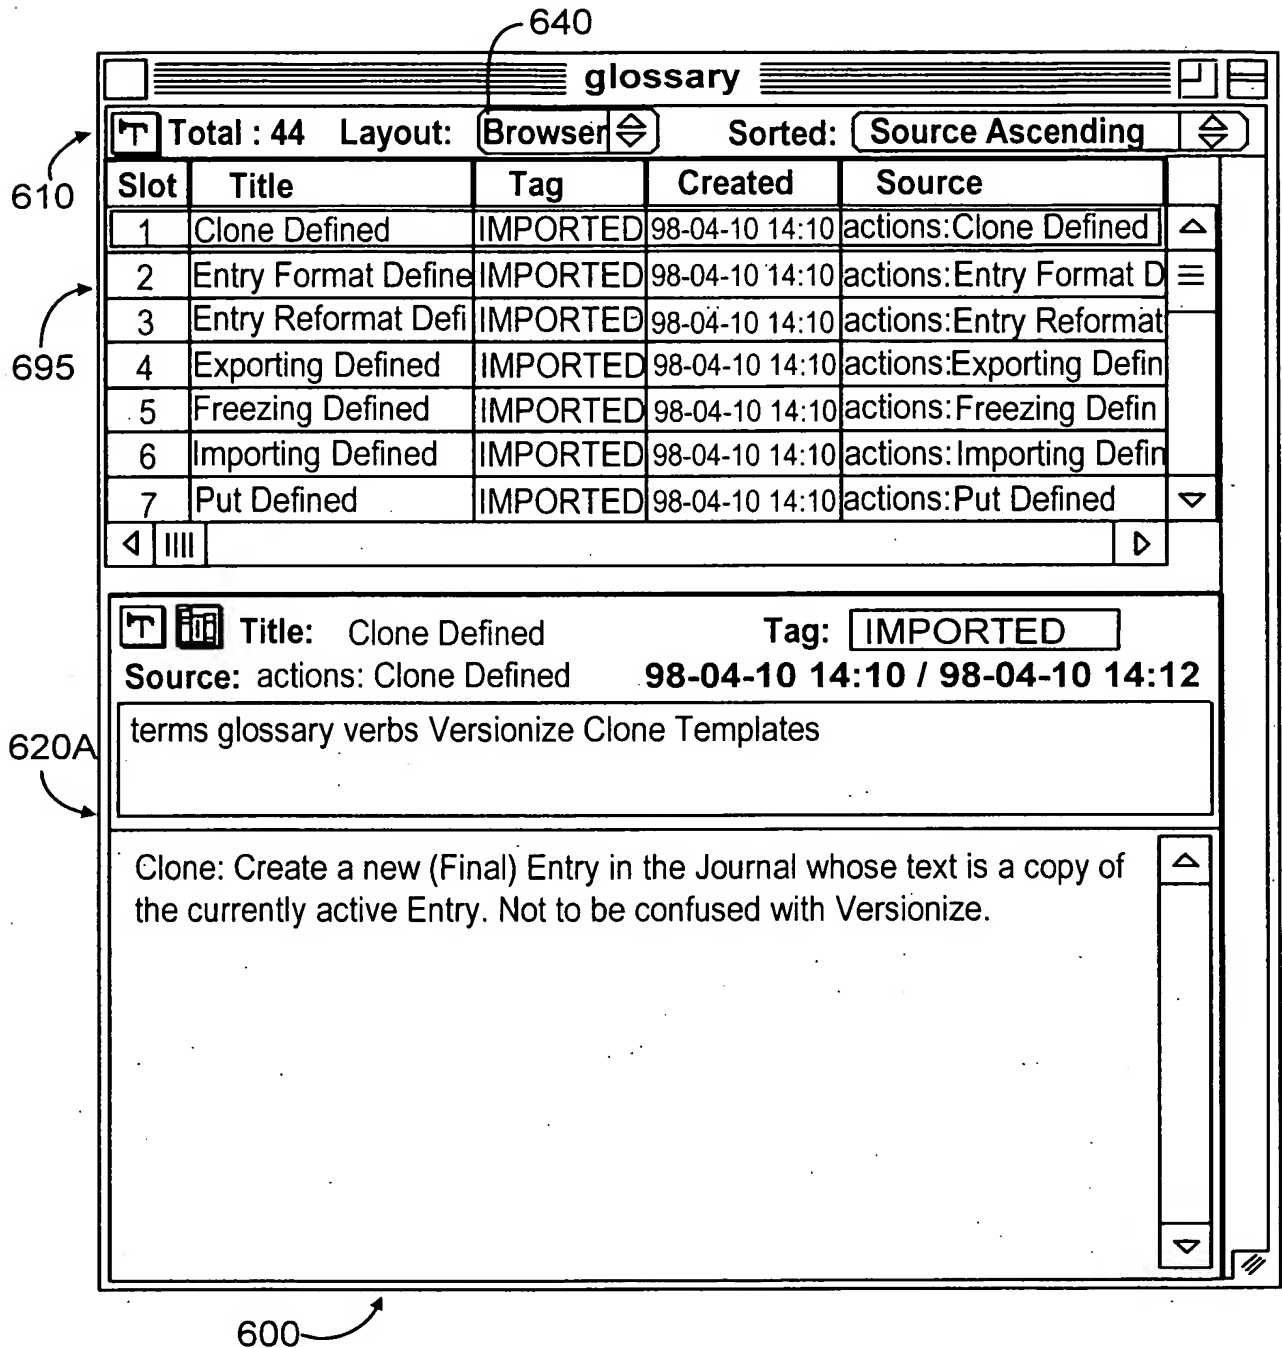 640
glossary
Total : 44 Layout: Browser Sorted: Source Ascending
610
Slot Title Tag Created Source
1 Clone Defined IMPORTED 98-04-10 14:10 actions:Clone Defined
2 Entry Format Define IMPORTED 98-04-10 14:10 actions:Entry Format D
695
3 Entry Reformat Defi IMPORTED 98-04-10 14:10 actions:Entry Reformat
4 Exporting Defined IMPORTED 98-04-10 14:10 actions:Exporting Defin
5 Freezing Defined IMPORTED 98-04-10 14:10 actions:Freezing Defin
6 Importing Defined IMPORTED 98-04-10 14:10 actions:Importing Defin
7 Put Defined IMPORTED 98-04-10 14:10 actions:Put Defined
Title: Clone Defined Tag: IMPORTED
Source: actions: Clone Defined 98-04-10 14:10 / 98-04-10 14:12
620A
terms glossary verbs Versionize Clone Templates
Clone: Create a new (Final) Entry in the Journal whose text is a copy of
the currently active Entry. Not to be confused with Versionize.
600